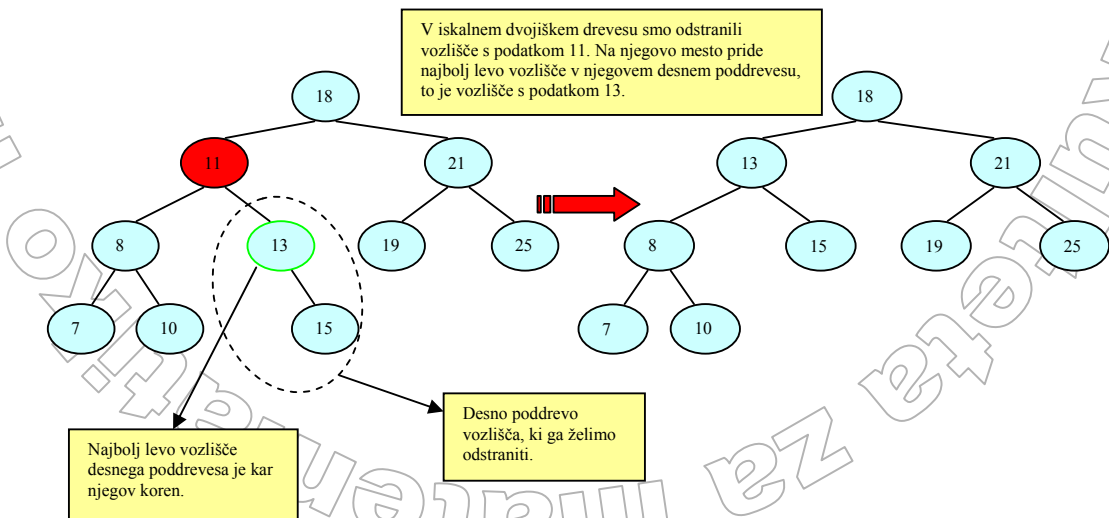 V iskalnem dvojiškem drevesu smo odstranili
vozlišče s podatkom 11. Na njegovo mesto pride
najbolj levo vozlišče v njegovem desnem poddrevesu,
to je vozlišče s podatkom 13.
18
11
21
8
13
19
25
7
10
15
18
13
21
8
15
19
25
7
10
Desno poddrevo
vozlišča, ki ga želimo
odstraniti.
Najbolj levo vozlišče
desnega poddrevesa je kar
njegov koren.
za